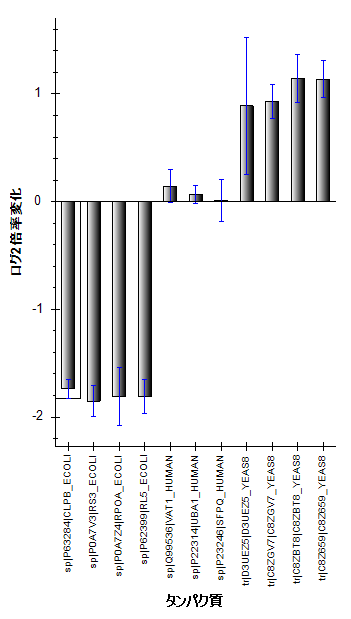 ログ2倍率変化
1
0
-1
-2
sp|P63284|CLPB_ECOLI
sp|P0A7V3|RS3_ECOLI
sp|P0A7Z4|RPOA_ECOLI
sp|P62399|RL5_ECOLI
sp|Q99536|VAT1_HUMAN
sp|P22314|UBA1_HUMAN
sp|P23246|SFPQ_HUMAN
tr|D3UEZ5|D3UEZ5_YEAS8
tr|C8ZGV7|C8ZGV7_YEAS8
tr|C8ZBT8|C8ZBT8_YEAS8
tr|C8Z659|C8Z659_YEAS8
タンパク質